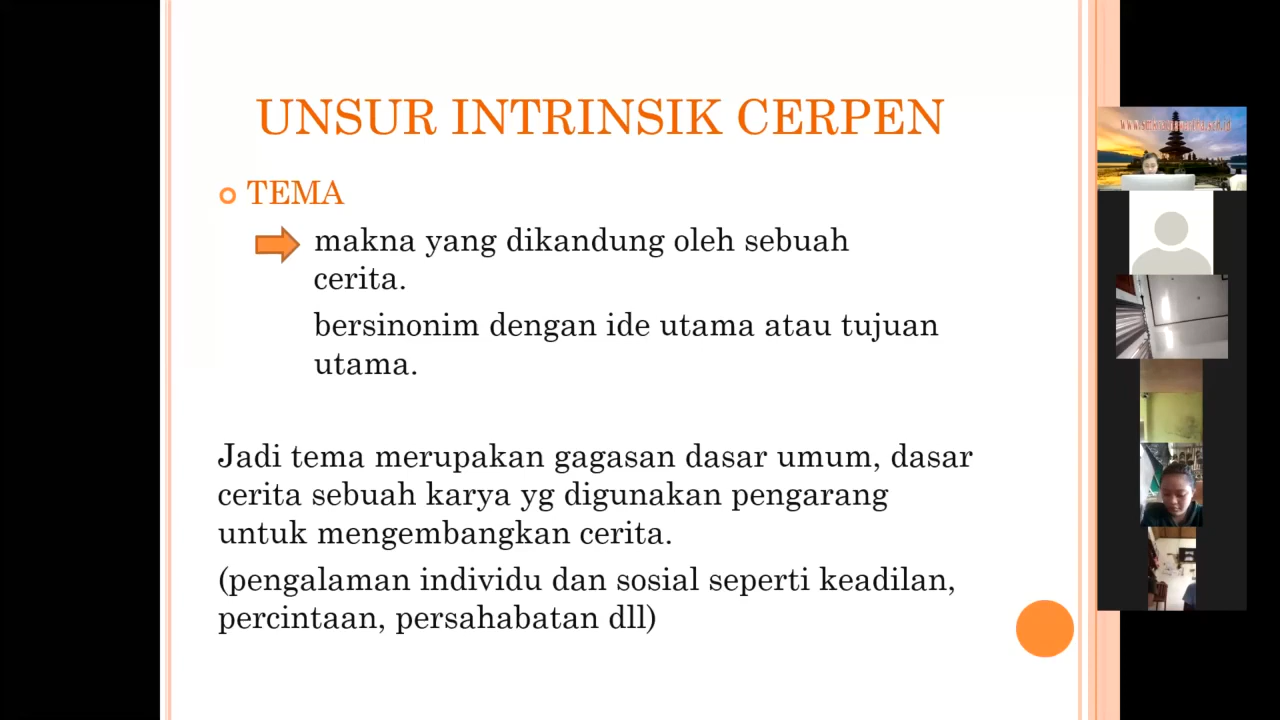 UNSUR INTRINSIK CERPEN
TEMA
makna yang dikandung oleh sebuah
cerita.
bersinonim dengan ide utama atau tujuan
utama.
Jadi tema merupakan gagasan dasar umum, dasar
cerita sebuah karya yg digunakan pengarang
untuk mengembangkan cerita.
(pengalaman individu dan sosial seperti keadilan,
percintaan, persahabatan dll)